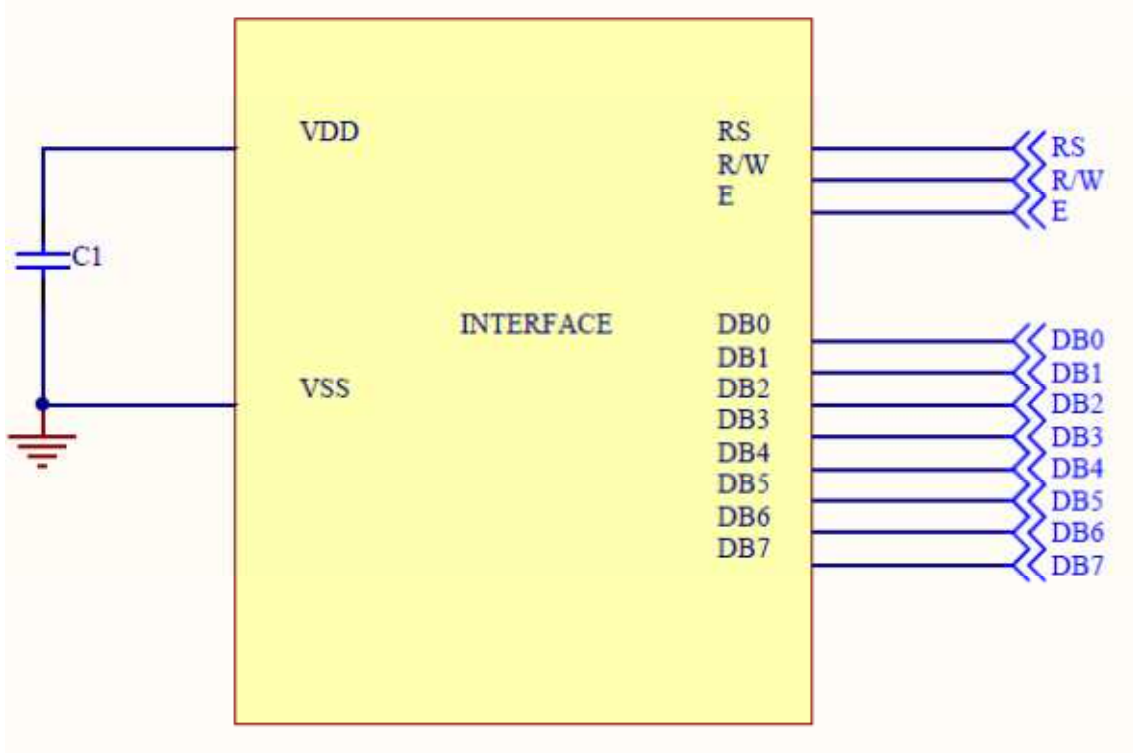 VDD
RS
RS
R/W
R/W
E
E
C1
INTERFACE
DB0
DB0
DB1
DB1
VSS
DB2
DB2
DB3
DB3
DB4
DB4
DB5
DB5
DB6
DB6
DB7
DB7